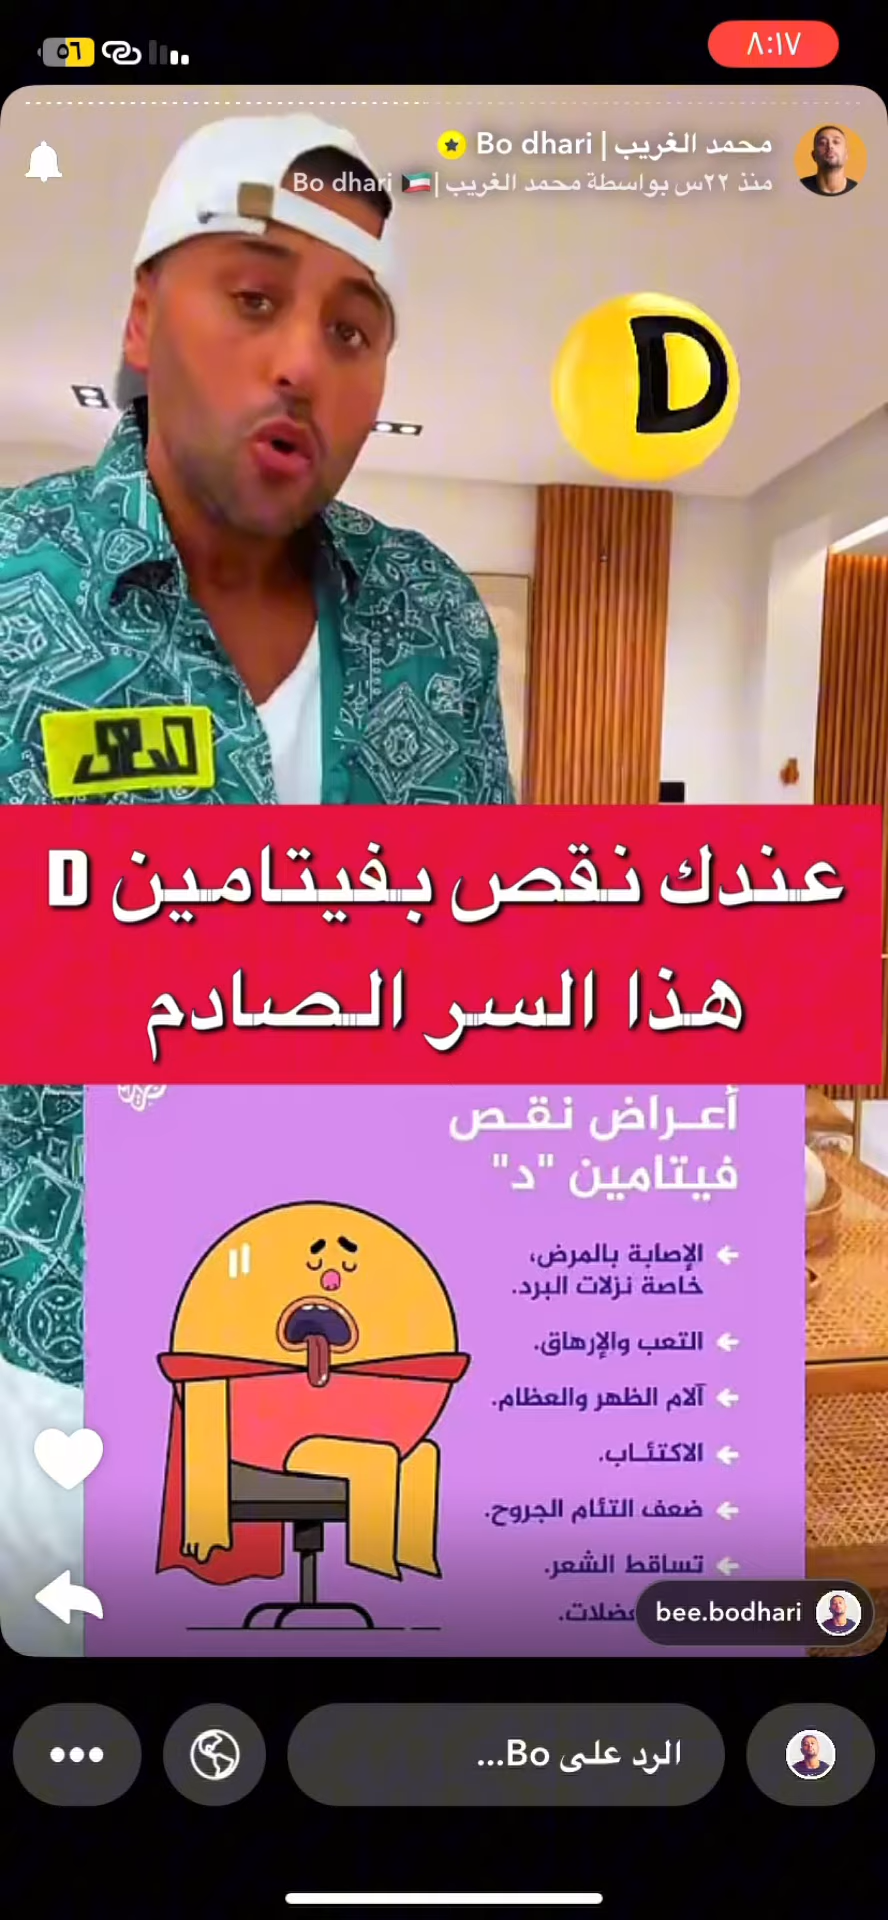 ٨:١٧
٥٦
محمد الغريب | Bo dhari
منذ ٢٢س بواسطة محمد الغريب | 🇰🇼 Bo dhari
D
عندك نقص بفيتامين D
هذا السر الصادم
أعراض نقص
فيتامين "د"
الإصابة بالمرض،
خاصة نزلات البرد.
التعب والإرهاق.
آلام الظهر والعظام.
الاكتئاب.
ضعف التئام الجروح.
تساقط الشعر.
bee.bodhari
الرد على Bo...